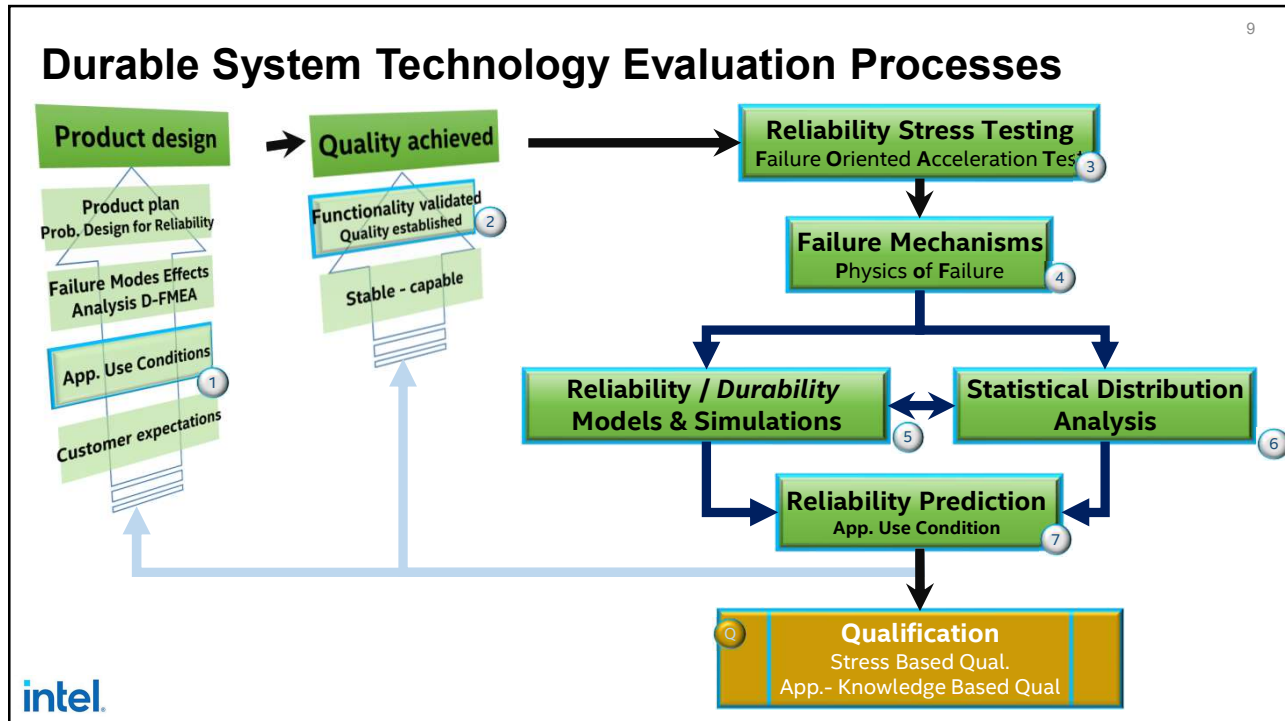 9
Durable System Technology Evaluation Processes
Product design
Product plan
Prob. Design for Reliability
Failure Modes Effects
Analysis D-FMEA
App. Use Conditions
1
Customer expectations
Quality achieved
Functionality validated
Quality established
2
Stable - capable
Reliability Stress Testing
Failure Oriented Acceleration Test
3
Failure Mechanisms
Physics of Failure
4
Reliability / Durability
Models & Simulations
5
Statistical Distribution
Analysis
6
Reliability Prediction
App. Use Condition
7
Q
Qualification
Stress Based Qual.
App.- Knowledge Based Qual
intel.